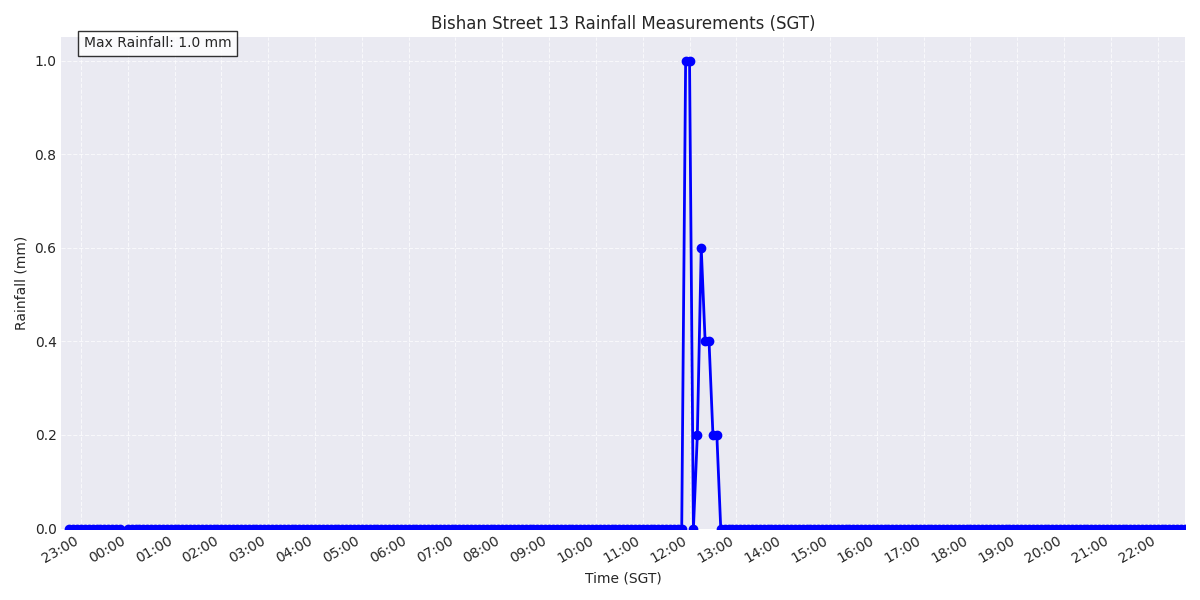 Bishan Street 13 Rainfall Measurements (SGT)
Max Rainfall: 1.0 mm
Rainfall (mm)
1.0
0.8
0.6
0.4
0.2
0.0
23:00 00:00 01:00 02:00 03:00 04:00 05:00 06:00 07:00 08:00 09:00 10:00 11:00 12:00 13:00 14:00 15:00 16:00 17:00 18:00 19:00 20:00 21:00 22:00
Time (SGT)